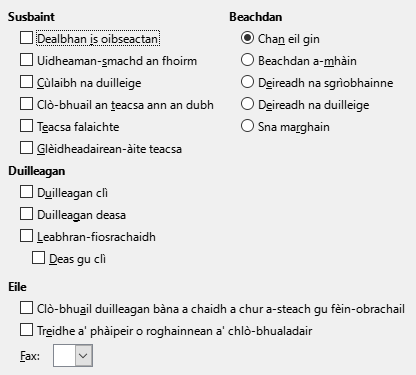 Susbaint
Dealbhan is oibseactan
Uidheaman-smachd an fhoirm
Cùlaibh na duilleige
Clò-bhuail an teacsa ann an dubh
Teacsa falaichte
Glèidheadairean-àite teacsa
Beachdan
Chan eil gin
Beachdan a-mhàin
Deireadh na sgrìobhainne
Deireadh na duilleige
Sna marghain
Duilleagan
Duilleagan clì
Duilleagan deasa
Leabhran-fiosrachaidh
Deas gu clì
Eile
Clò-bhuail duilleagan bàna a chaidh a chur a-steach gu fèin-obrachail
Treidhe a' phàipeir o roghainnean a' chlò-bhualadair
Fax: